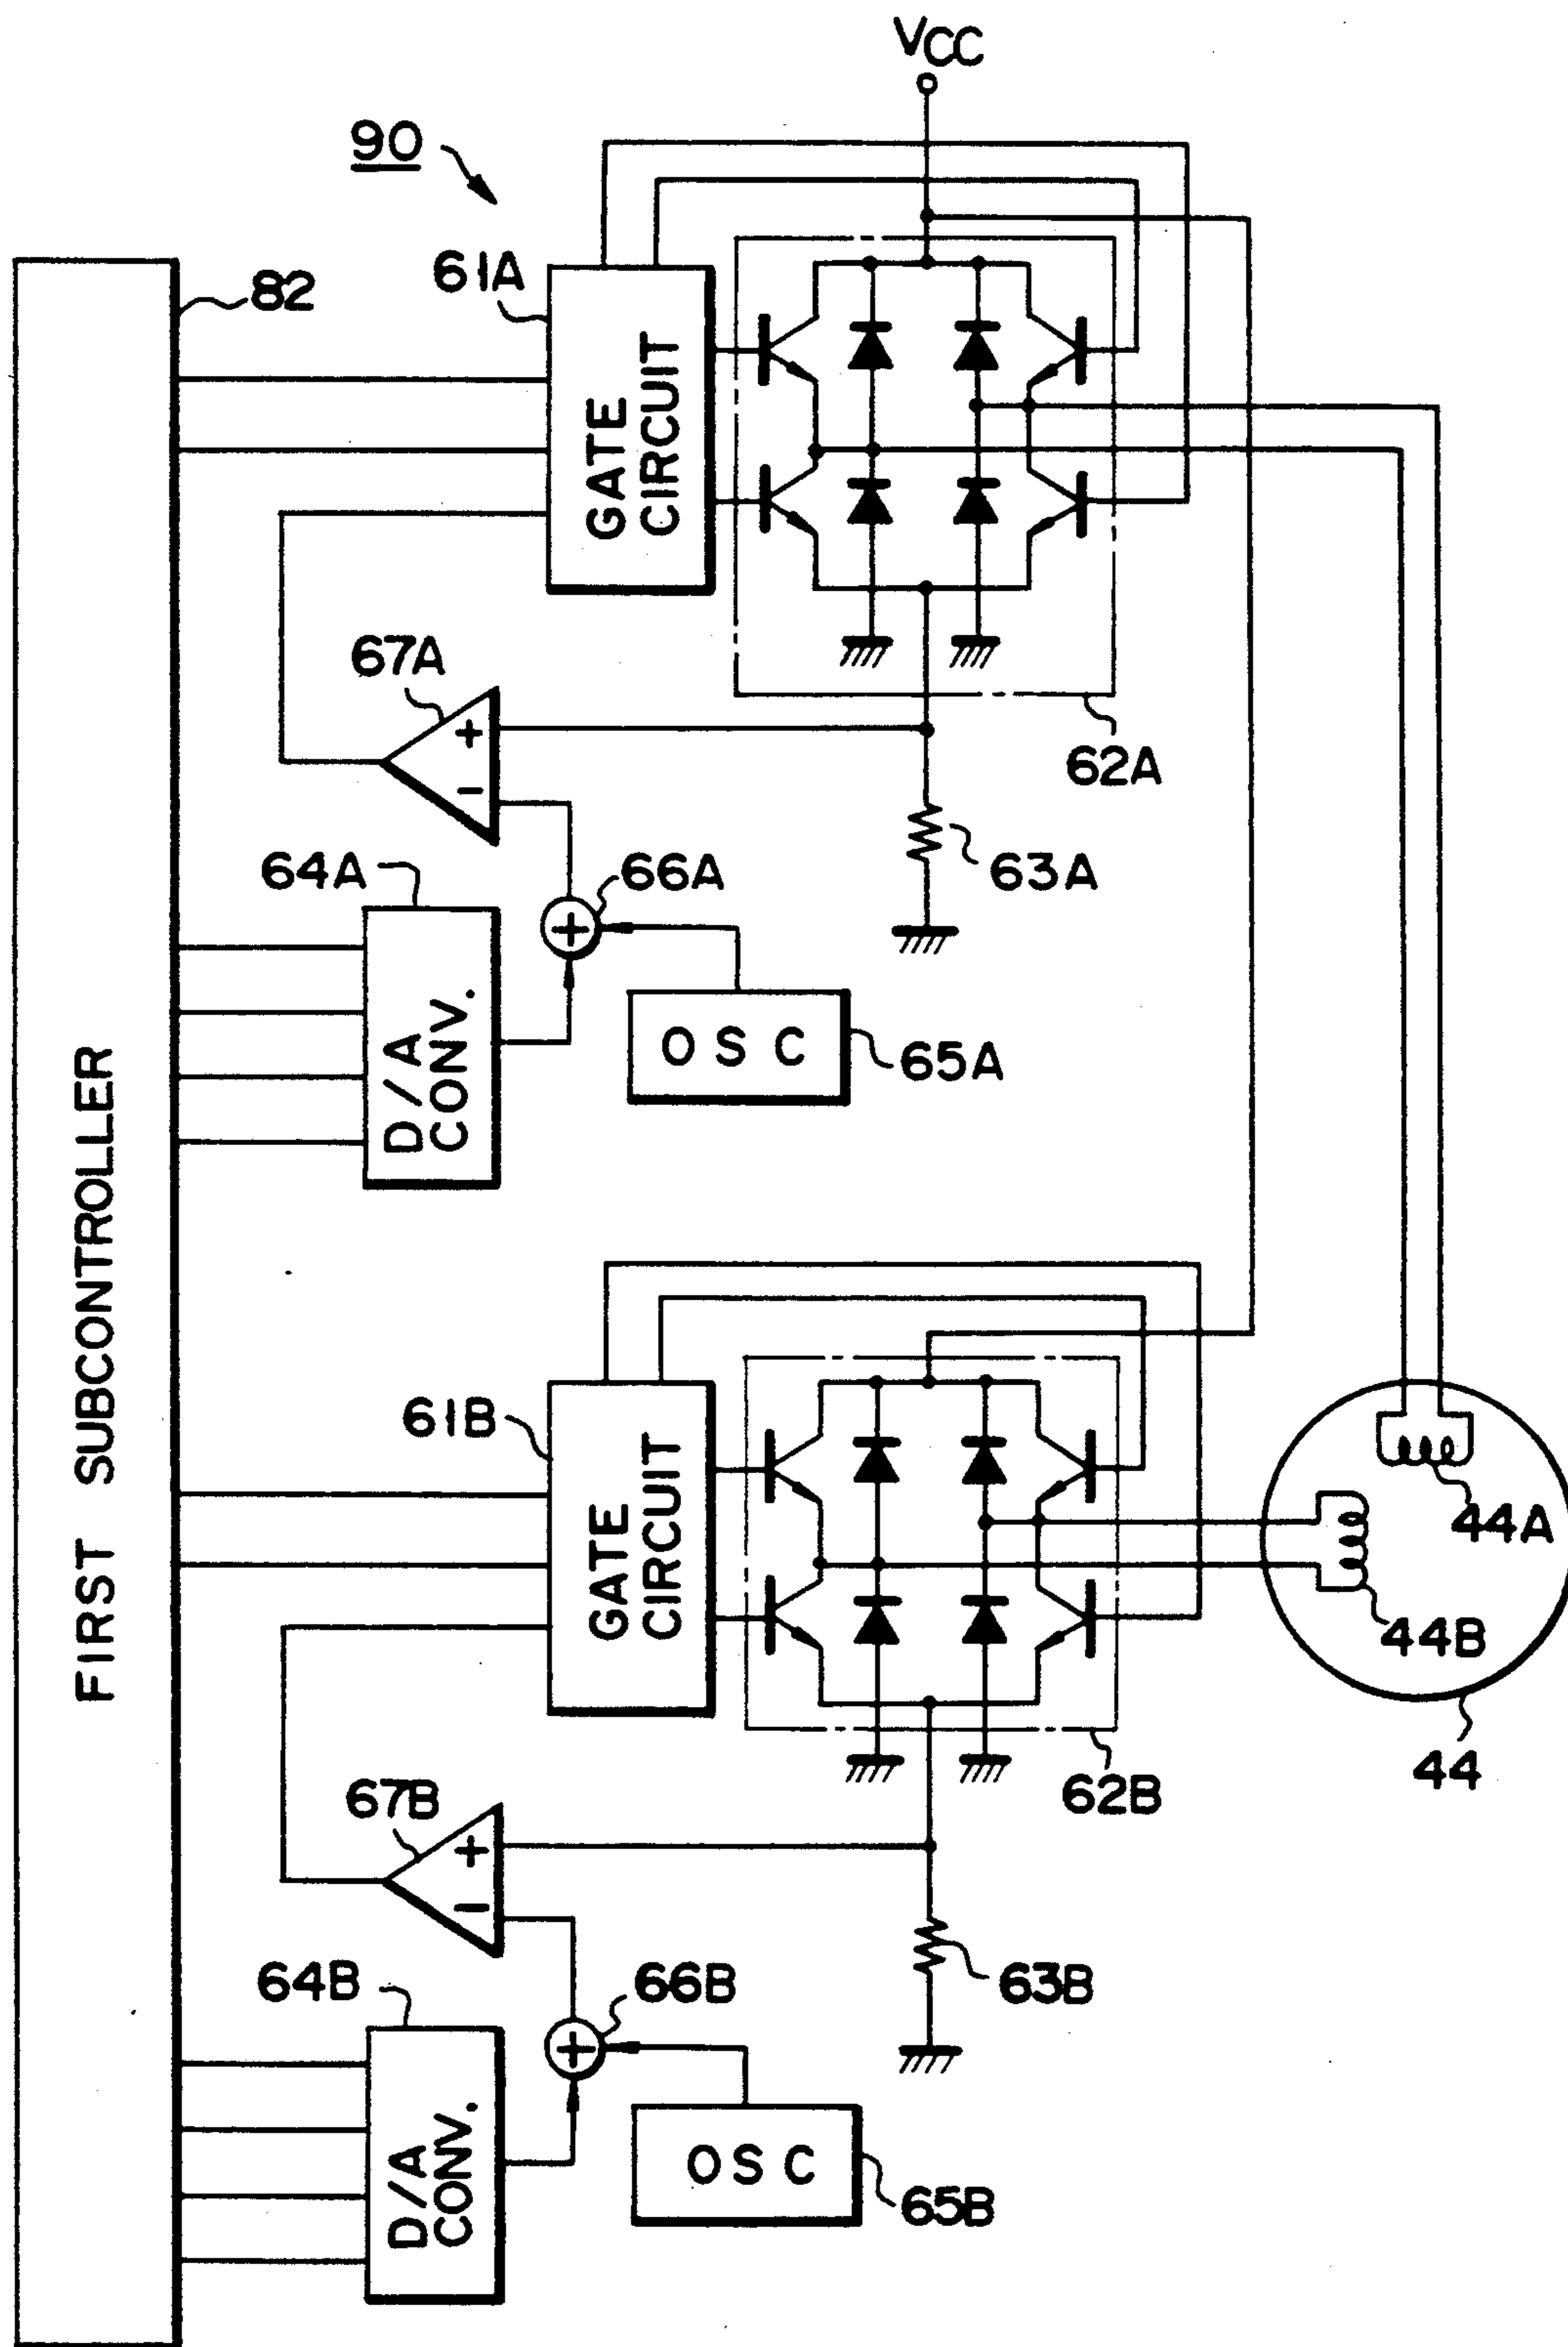 VCC
90
82
61A
GATE
CIRCUIT
67A
+
−
62A
63A
64A
66A
+
D/A
CONV.
OSC
65A
FIRST SUBCONTROLLER
61B
GATE
CIRCUIT
44A
44B
44
62B
67B
+
−
63B
64B
66B
+
D/A
CONV.
OSC
65B